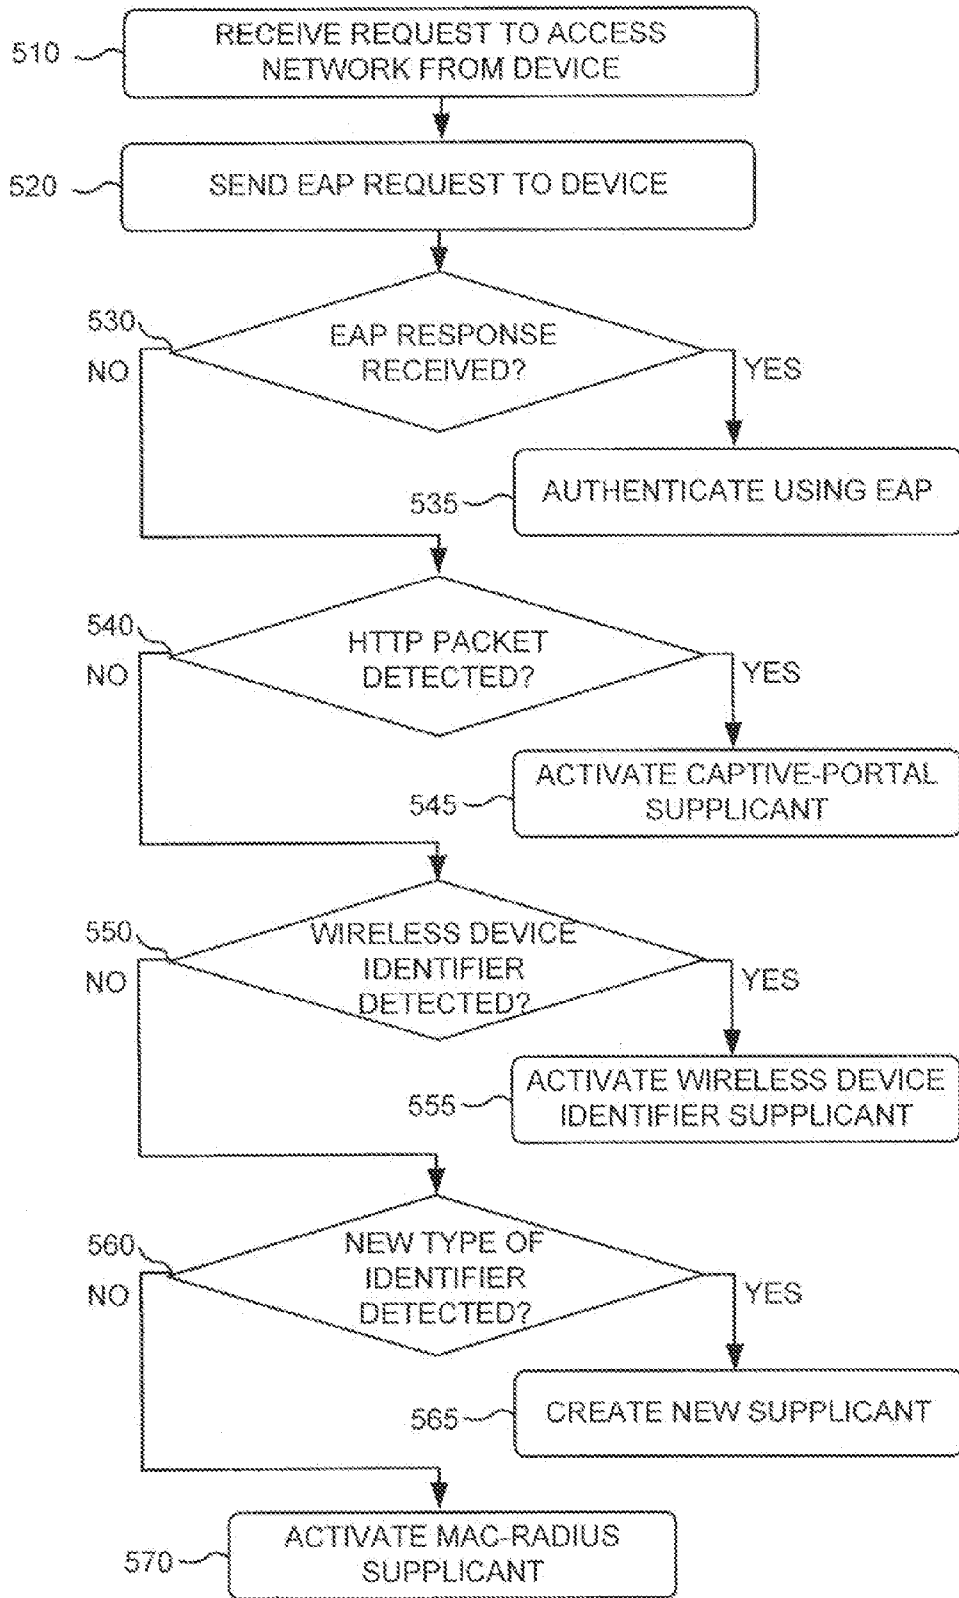 510
RECEIVE REQUEST TO ACCESS
NETWORK FROM DEVICE
520
SEND EAP REQUEST TO DEVICE
530
EAP RESPONSE
RECEIVED?
NO
YES
535
AUTHENTICATE USING EAP
540
HTTP PACKET
DETECTED?
NO
YES
545
ACTIVATE CAPTIVE-PORTAL
SUPPLICANT
550
WIRELESS DEVICE
IDENTIFIER
DETECTED?
NO
YES
555
ACTIVATE WIRELESS DEVICE
IDENTIFIER SUPPLICANT
560
NEW TYPE OF
IDENTIFIER
DETECTED?
NO
YES
565
CREATE NEW SUPPLICANT
570
ACTIVATE MAC-RADIUS
SUPPLICANT